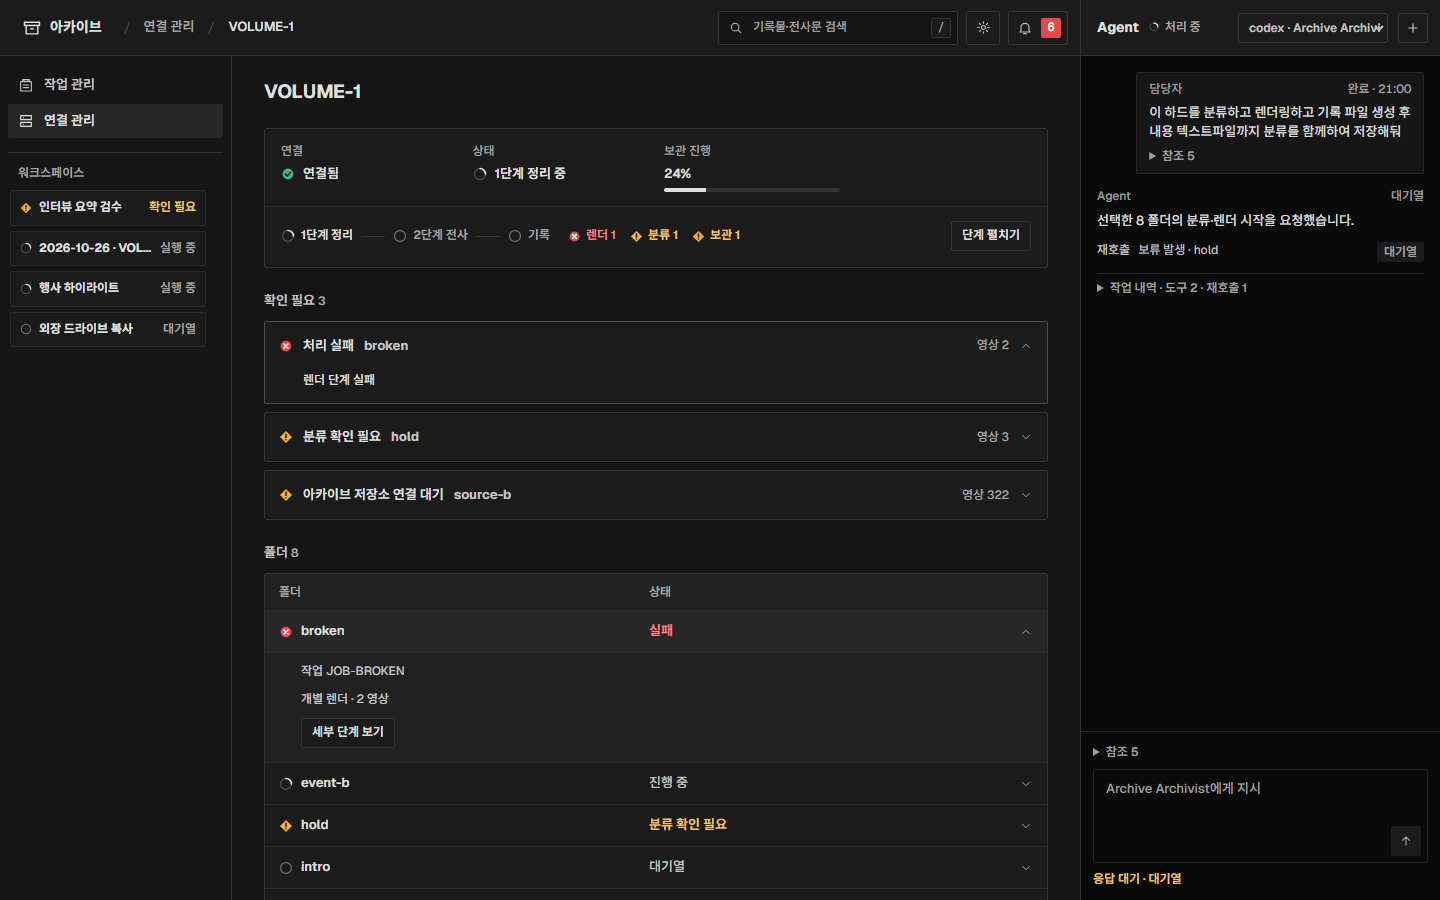 아카이브 / 연결 관리 / VOLUME-1
기록물·전사문 검색 /
6
Agent 처리 중
codex · Archive Archiv
+
작업 관리
연결 관리
워크스페이스
인터뷰 요약 검수 확인 필요
2026-10-26 · VOL... 실행 중
행사 하이라이트 실행 중
외장 드라이브 복사 대기열
VOLUME-1
연결 상태 보관 진행
연결됨 1단계 정리 중 24%
1단계 정리 2단계 전사 기록 렌더 1 분류 1 보관 1 단계 펼치기
확인 필요 3
처리 실패 broken 영상 2
렌더 단계 실패
분류 확인 필요 hold 영상 3
아카이브 저장소 연결 대기 source-b 영상 322
폴더 8
폴더 상태
broken 실패
작업 JOB-BROKEN
개별 렌더 · 2 영상
세부 단계 보기
event-b 진행 중
hold 분류 확인 필요
intro 대기열
담당자 완료 · 21:00
이 하드를 분류하고 렌더링하고 기록 파일 생성 후
내용 텍스트파일까지 분류를 함께하여 저장해둬
참조 5
Agent 대기열
선택한 8 폴더의 분류·렌더 시작을 요청했습니다.
재호출 보류 발생 · hold 대기열
작업 내역 · 도구 2 · 재호출 1
참조 5
Archive Archivist에게 지시
응답 대기 · 대기열